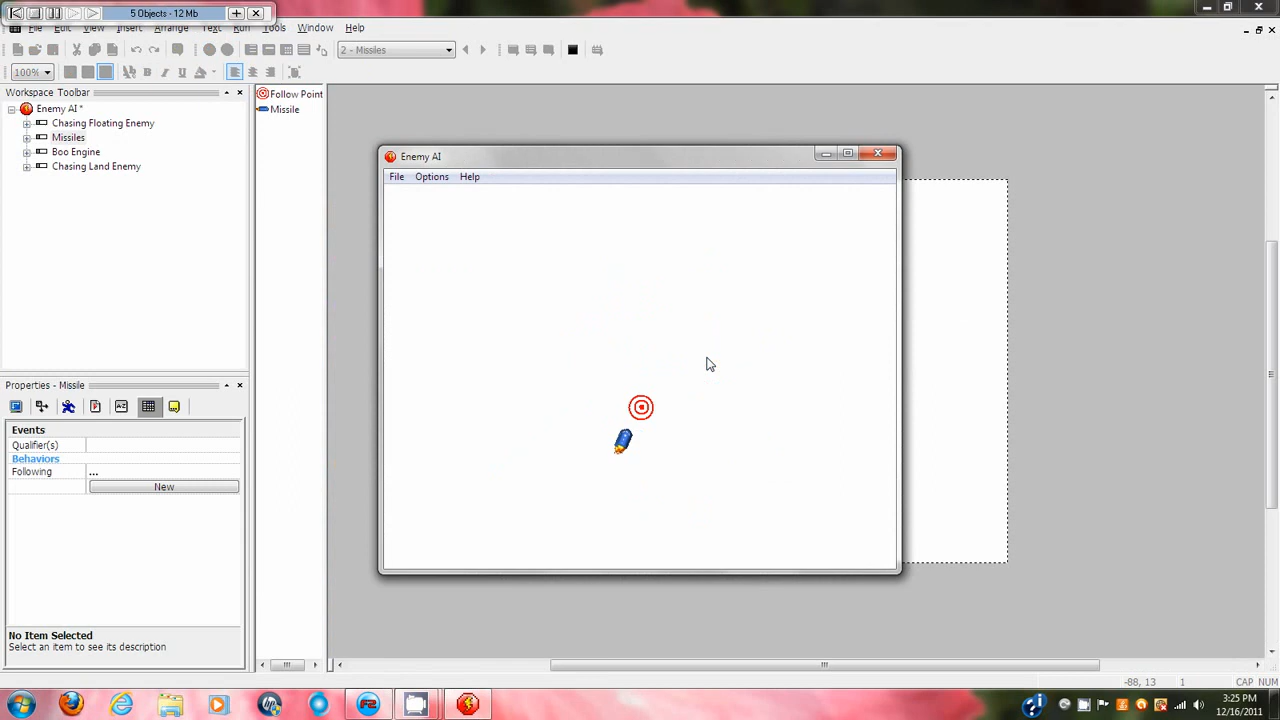 5 Objects - 12 Mb
File Edit View Insert Arrange Text Run Tools Window Help
2 - Missiles
100%
Workspace Toolbar
Enemy AI *
Chasing Floating Enemy
Missiles
Boo Engine
Chasing Land Enemy
Follow Point
Missile
Enemy AI
File Options Help
Properties - Missile
Events
Qualifier(s)
Behaviors
Following ...
New
No Item Selected
Select an item to see its description
-88, 13 1 CAP NUM
3:25 PM
12/16/2011